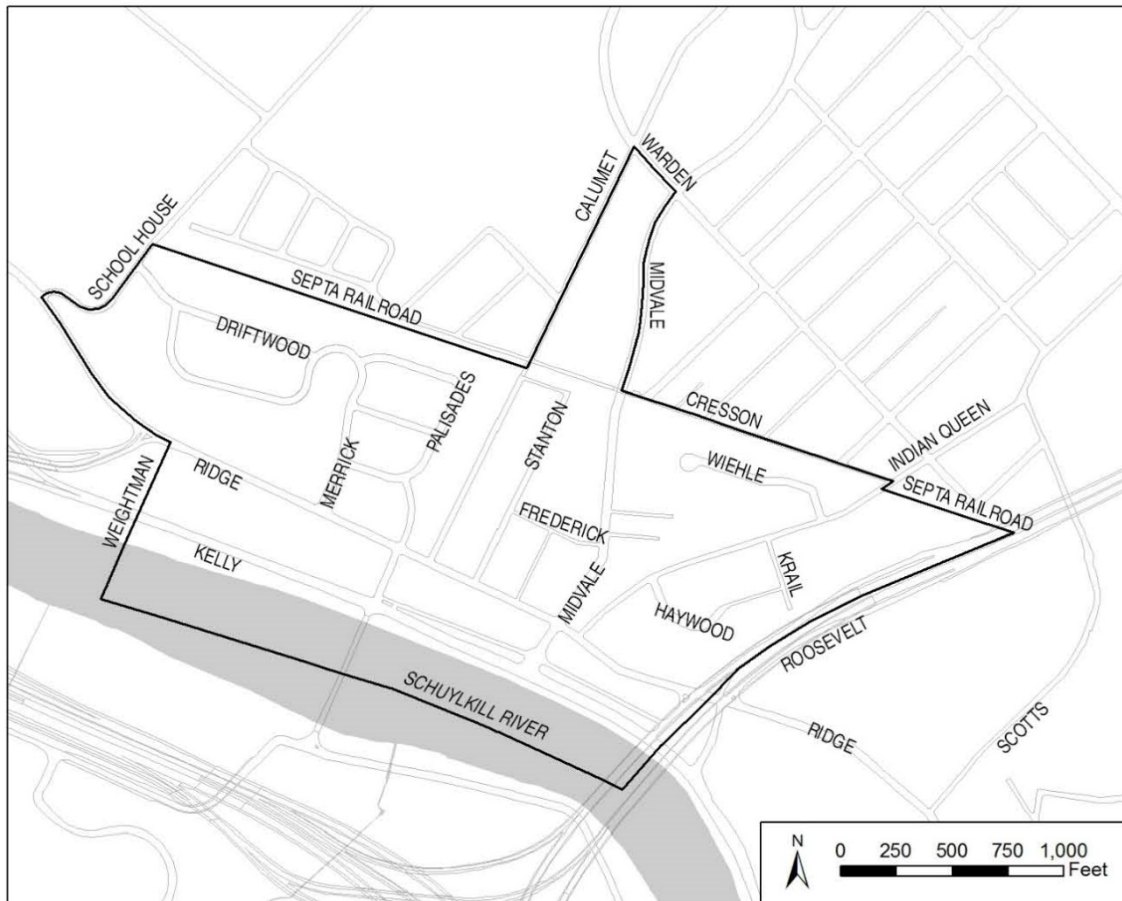 WARDEN
CALUMET
SCHOOL HOUSE
SEPTA RAILROAD
MIDVALE
DRIFTWOOD
PALISADES
CRESSON
STANTON
INDIAN QUEEN
WIEHLE
MERRICK
RIDGE
WEIGHTMAN
SEPTA RAILROAD
FREDERICK
KELLY
KRAIL
MIDVALE
HAYWOOD
ROOSEVELT
SCHUYLKILL RIVER
RIDGE
SCOTTS
N
0 250 500 750 1,000
Feet